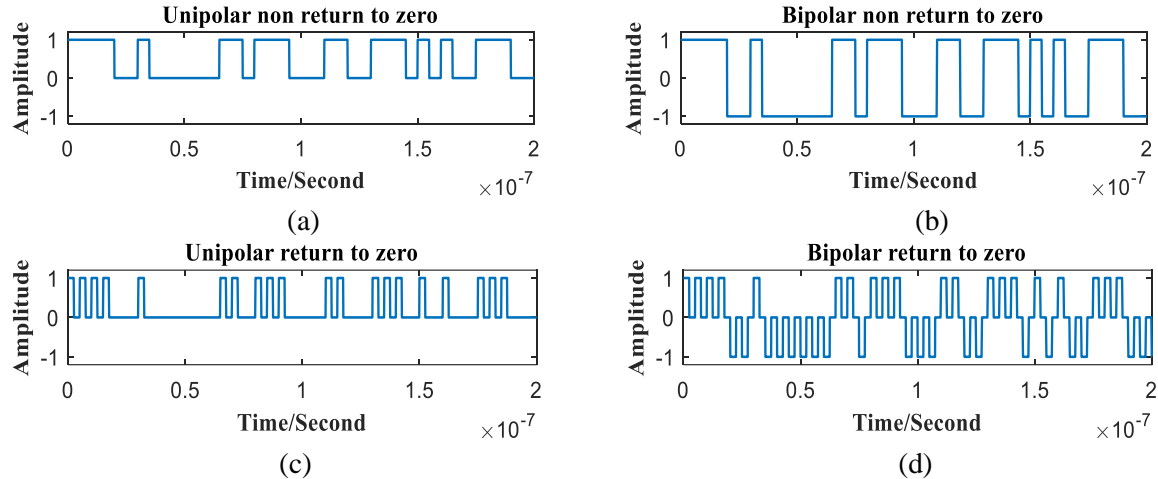 Unipolar non return to zero
Amplitude
1
0
-1
0
0.5
1
1.5
2
Time/Second
×10-7
(a)
Bipolar non return to zero
Amplitude
1
0
-1
0
0.5
1
1.5
2
Time/Second
×10-7
(b)
Unipolar return to zero
Amplitude
1
0
-1
0
0.5
1
1.5
2
Time/Second
×10-7
(c)
Bipolar return to zero
Amplitude
1
0
-1
0
0.5
1
1.5
2
Time/Second
×10-7
(d)